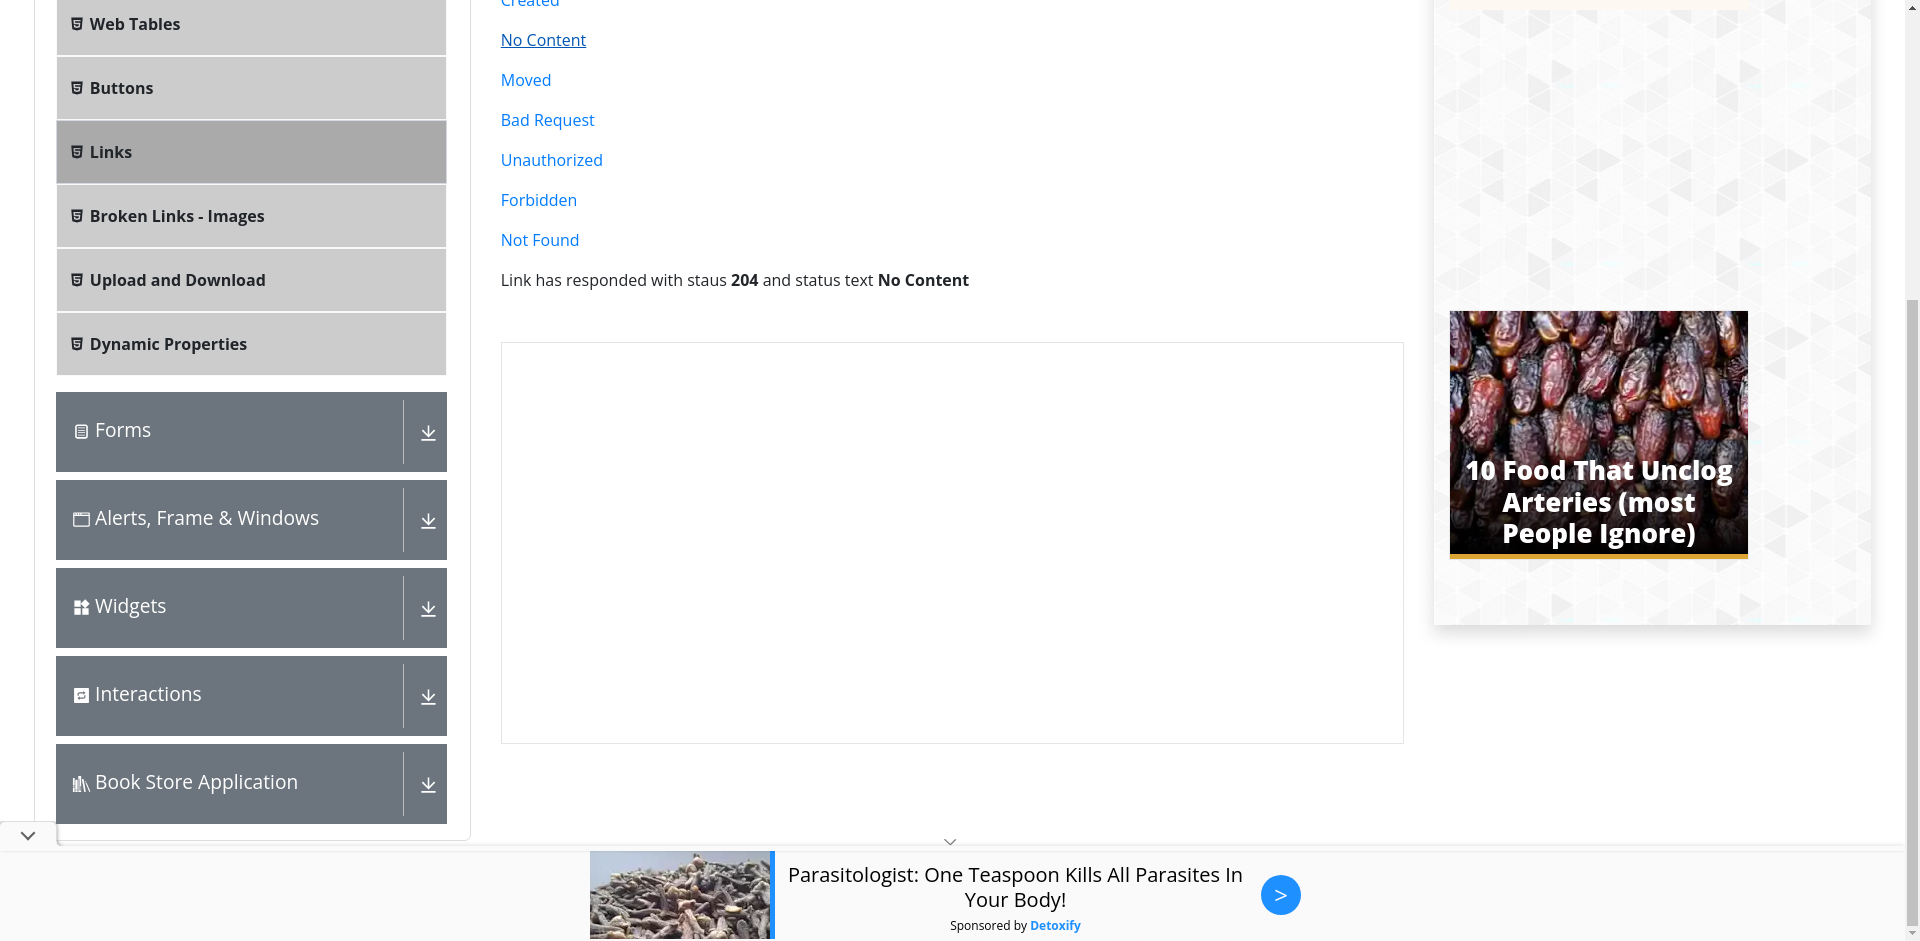 Web Tables
Buttons
Links
Broken Links - Images
Upload and Download
Dynamic Properties
Forms
Alerts, Frame & Windows
Widgets
Interactions
Book Store Application
Created
No Content
Moved
Bad Request
Unauthorized
Forbidden
Not Found
Link has responded with staus 204 and status text No Content
10 Food That Unclog
Arteries (most
People Ignore)
Parasitologist: One Teaspoon Kills All Parasites In
Your Body!
Sponsored by Detoxify
>